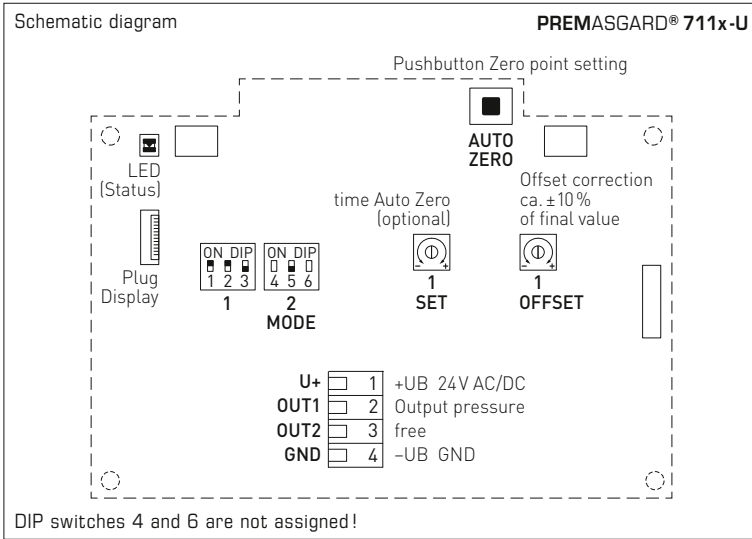 Schematic diagram
PREMASGARD® 711x-U
Pushbutton Zero point setting
AUTO
ZERO
LED
(Status)
time Auto Zero
(optional)
Offset correction
ca. ±10 %
of final value
Plug
Display
ON DIP
1 2 3
1
ON DIP
4 5 6
2
MODE
- +
1
SET
- +
1
OFFSET
U+ 1 +UB 24V AC/DC
OUT1 2 Output pressure
OUT2 3 free
GND 4 –UB GND
DIP switches 4 and 6 are not assigned!